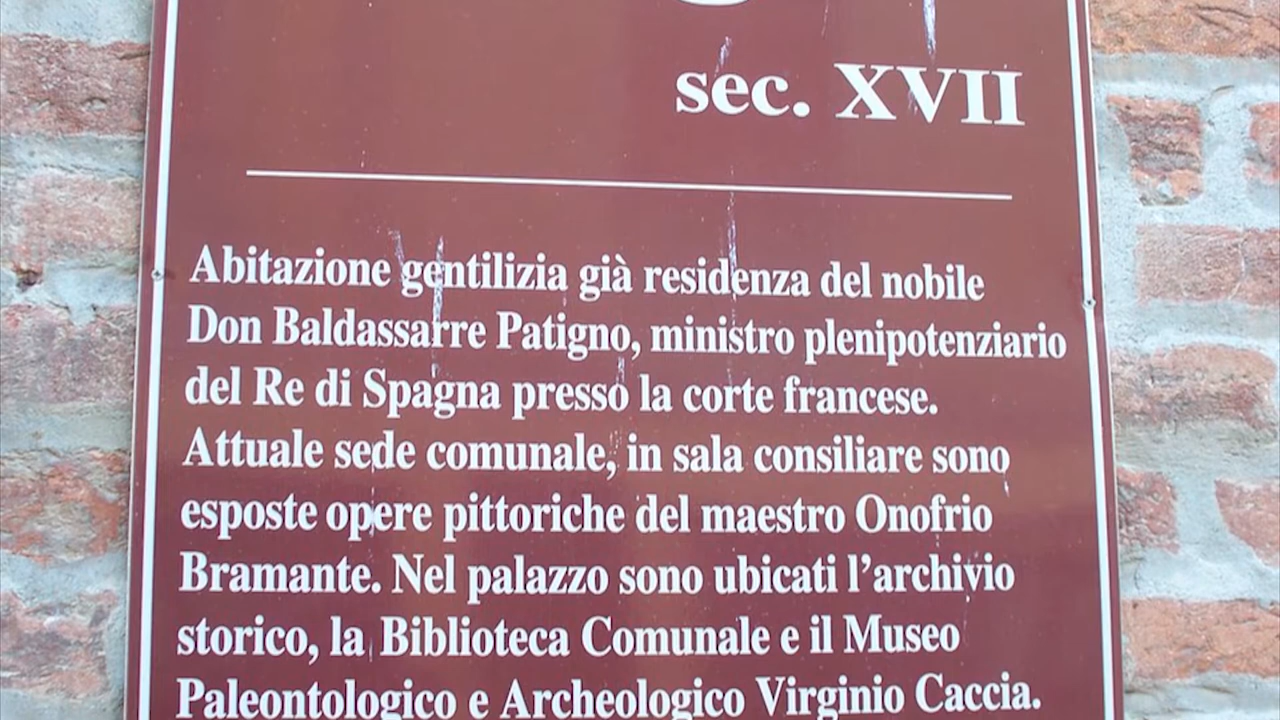 sec. XVII
Abitazione gentilizia già residenza del nobile
Don Baldassarre Patigno, ministro plenipotenziario
del Re di Spagna presso la corte francese.
Attuale sede comunale, in sala consiliare sono
esposte opere pittoriche del maestro Onofrio
Bramante. Nel palazzo sono ubicati l'archivio
storico, la Biblioteca Comunale e il Museo
Paleontologico e Archeologico Virginio Caccia.